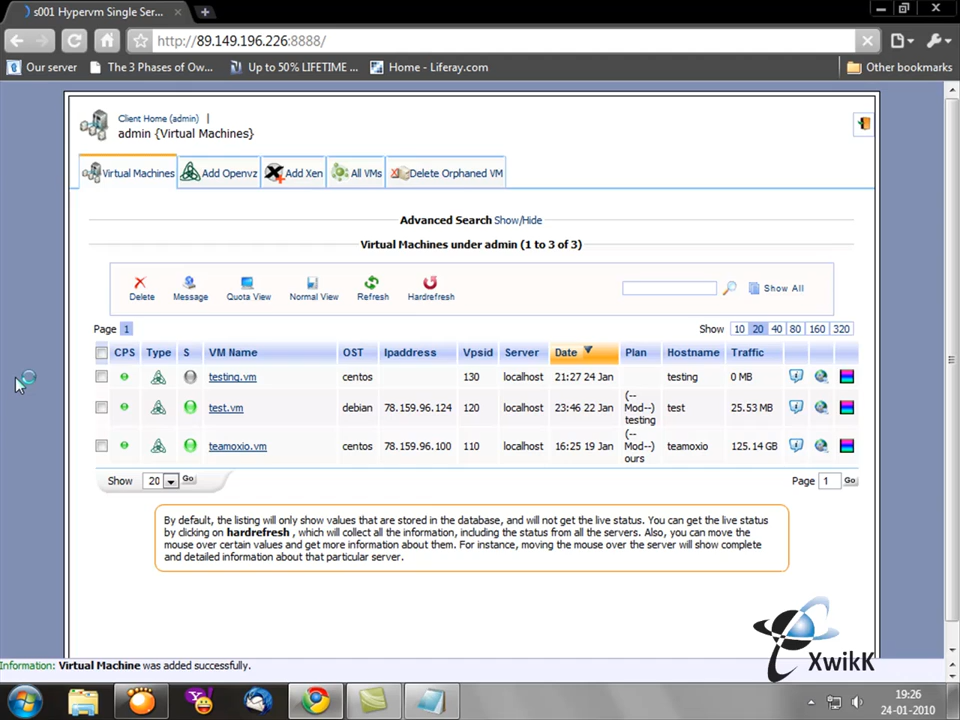 s001 Hypervm Single Ser...
http://89.149.196.226:8888/
Our server
The 3 Phases of Ow...
Up to 50% LIFETIME ...
Home - Liferay.com
Other bookmarks
Client Home (admin) |
admin {Virtual Machines}
Virtual Machines
Add Openvz
Add Xen
All VMs
Delete Orphaned VM
Advanced Search Show/Hide
Virtual Machines under admin (1 to 3 of 3)
Delete
Message
Quota View
Normal View
Refresh
Hardrefresh
Show All
Page 1
Show 10 20 40 80 160 320
CPS Type S VM Name OST Ipaddress Vpsid Server Date Plan Hostname Traffic
testing.vm centos 130 localhost 21:27 24 Jan testing 0 MB
test.vm debian 78.159.96.124 120 localhost 23:46 22 Jan (--Mod--) testing test 25.53 MB
teamoxio.vm centos 78.159.96.100 110 localhost 16:25 19 Jan (--Mod--) ours teamoxio 125.14 GB
Show 20 Go
Page 1 Go
By default, the listing will only show values that are stored in the database, and will not get the live status. You can get the live status
by clicking on hardrefresh , which will collect all the information, including the status from all the servers. Also, you can move the
mouse over certain values and get more information about them. For instance, moving the mouse over the server will show complete
and detailed information about that particular server.
XwikK
Information: Virtual Machine was added successfully.
19:26
24-01-2010